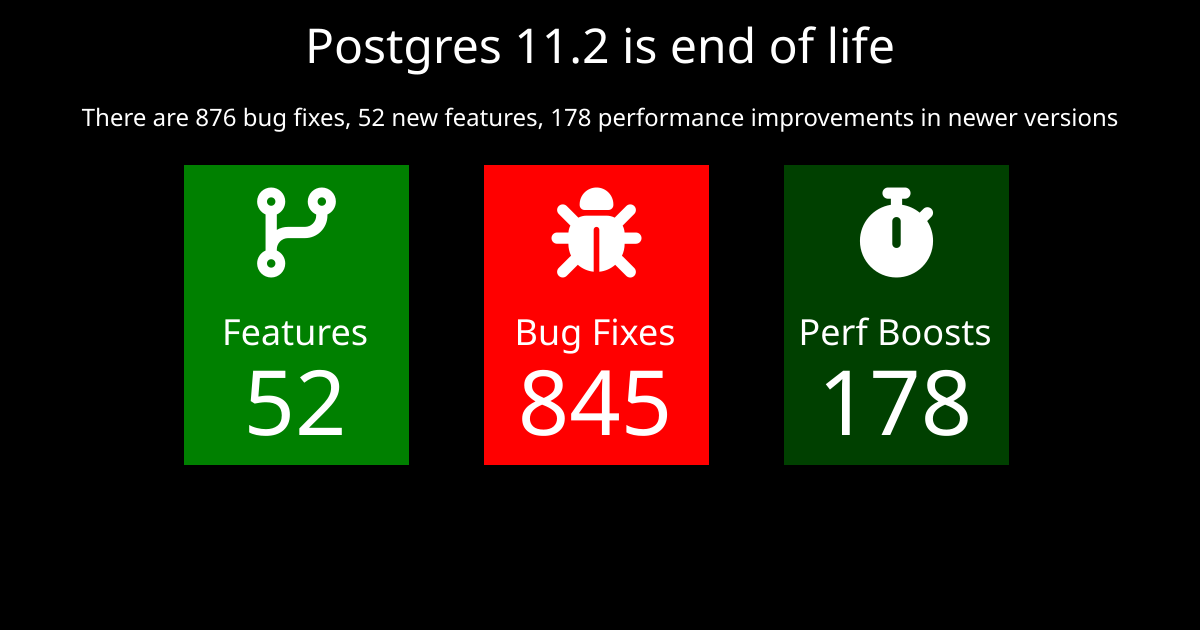 Postgres 11.2 is end of life
There are 876 bug fixes, 52 new features, 178 performance improvements in newer versions
Features
52
Bug Fixes
845
Perf Boosts
178